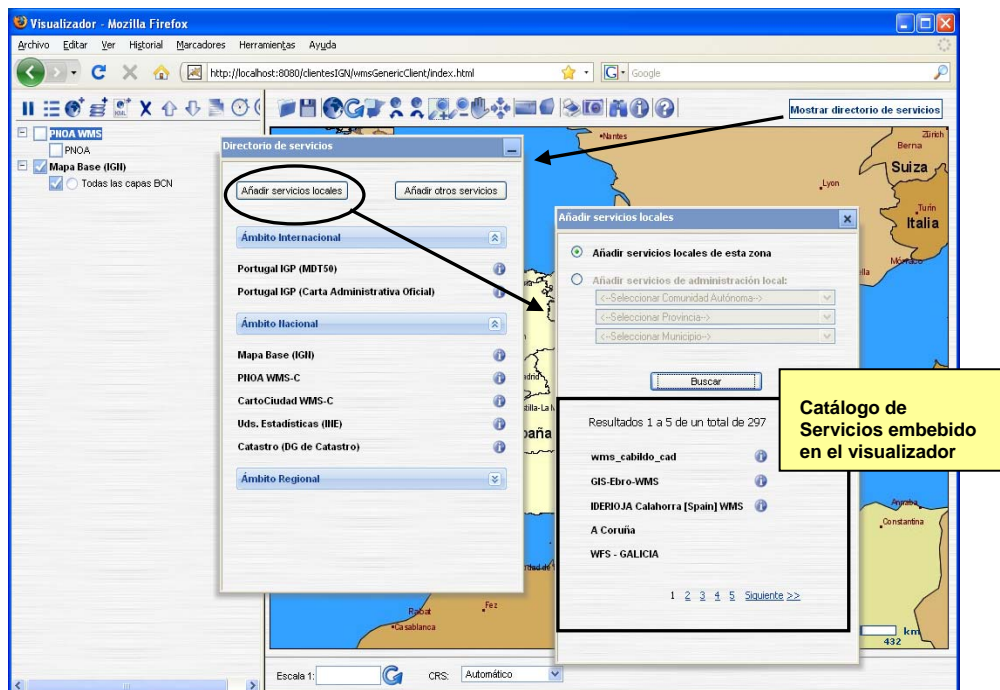 Visualizador - Mozilla Firefox
Archivo Editar Ver Historial Marcadores Herramientas Ayuda
http://localhost:8080/clientesIGN/wmsGenericClient/index.html
G Google
Mostrar directorio de servicios
PNOA WMS
PNOA
Mapa Base (IGN)
Todas las capas BCN
Nantes
Zürich
Berna
Suiza
Lyon
Turín
Italia
Directorio de servicios
Añadir servicios locales
Añadir otros servicios
Ámbito Internacional
Portugal IGP (MDT50)
Portugal IGP (Carta Administrativa Oficial)
Ámbito Nacional
Mapa Base (IGN)
PNOA WMS-C
CartoCiudad WMS-C
Uds. Estadísticas (INE)
Catastro (DG de Catastro)
Ámbito Regional
Añadir servicios locales
Añadir servicios locales de esta zona
Añadir servicios de administración local:
<--Seleccionar Comunidad Autónoma-->
<--Seleccionar Provincia-->
<--Seleccionar Municipio-->
Buscar
Resultados 1 a 5 de un total de 297
wms_cabildo_cad
GIS-Ebro-WMS
IDERIOJA Calahorra [Spain] WMS
A Coruña
WFS - GALICIA
1 2 3 4 5 Siguiente >>
Catálogo de
Servicios embebido
en el visualizador
Annaba
Constantina
Rabat
Fez
Casablanca
km
432
Escala 1:
CRS: Automático